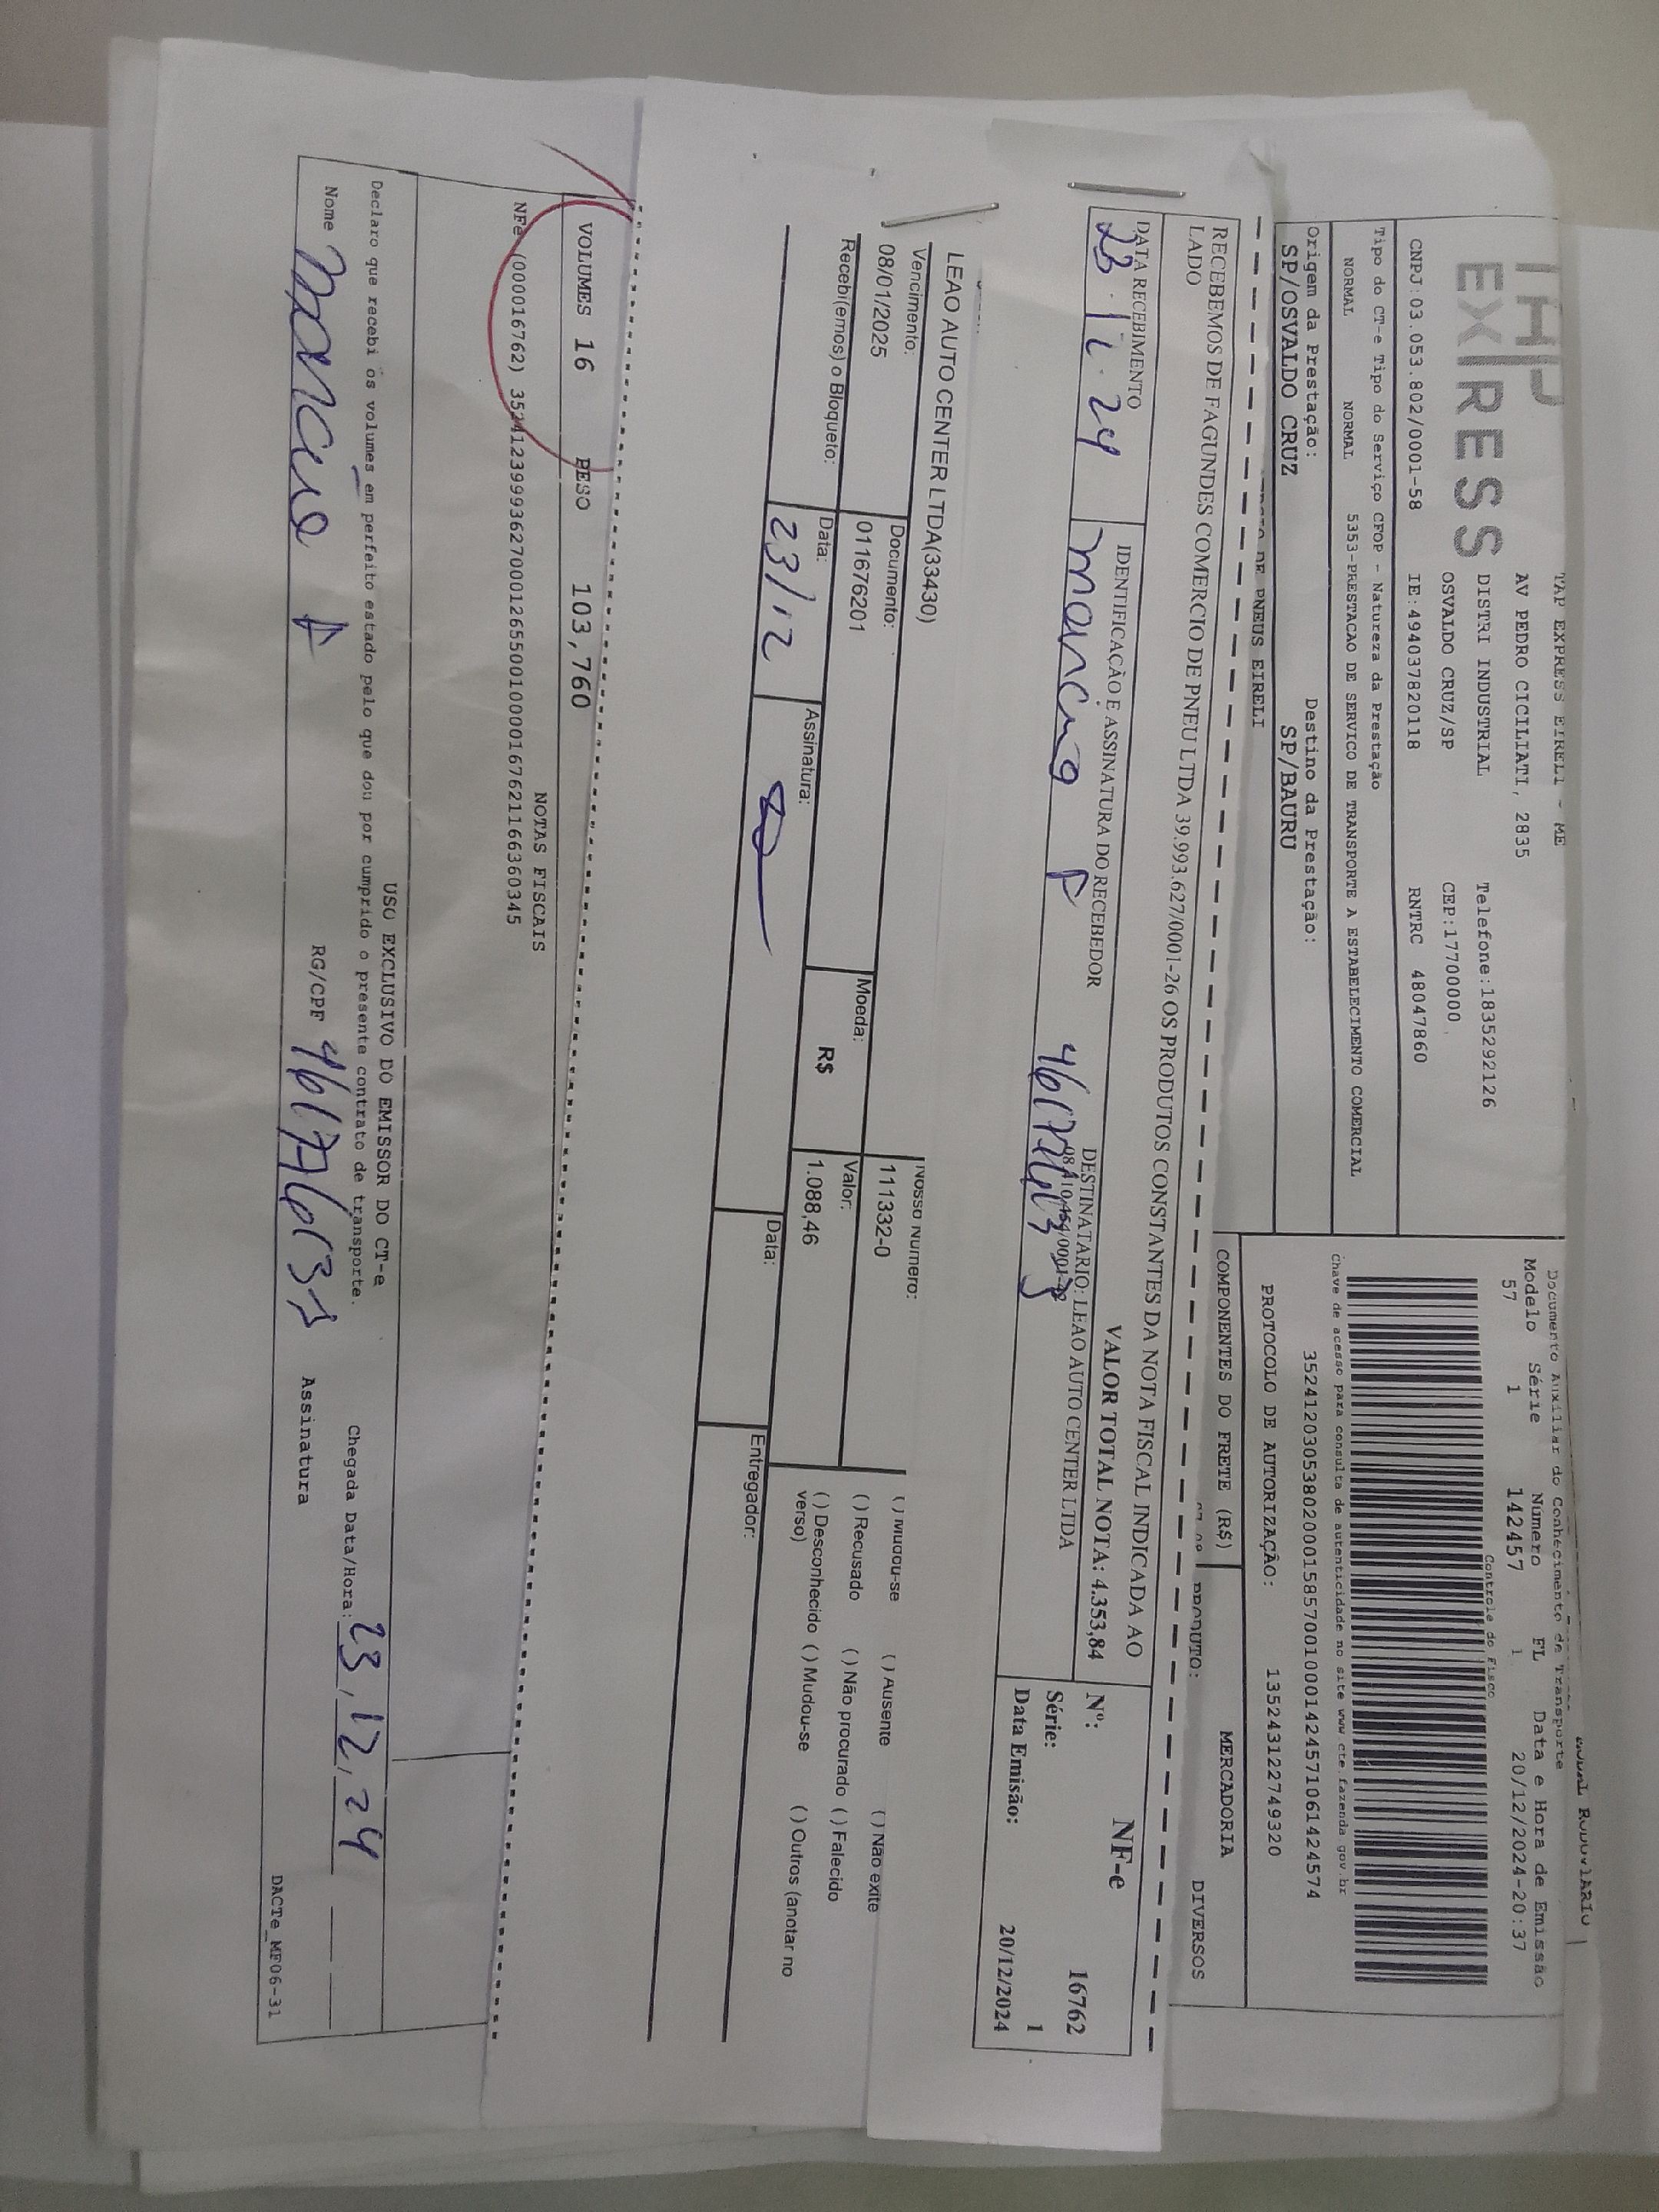 MODAL RODOVIARIO
TAP EXPRESS EIRELI - ME
EXPRESS
AV PEDRO CICILIATI, 2835
DISTRI INDUSTRIAL Telefone:1835292126
OSVALDO CRUZ/SP CEP:17700000
CNPJ:03.053.802/0001-58 IE:494037820118 RNTRC 48047860
Documento Auxiliar do Conhecimento de Transporte
Modelo Série Número FL Data e Hora de Emissão
57 1 142457 1 20/12/2024-20:37
Controle do Fisco
Tipo do CT-e Tipo do Serviço CFOP - Natureza da Prestação
NORMAL NORMAL 5353-PRESTACAO DE SERVICO DE TRANSPORTE A ESTABELECIMENTO COMERCIAL
Chave de acesso para consulta de autenticidade no site www.cte.fazenda.gov.br
35241203053802000158570010001424571061424574
Origem da Prestação: Destino da Prestação:
SP/OSVALDO CRUZ SP/BAURU
PROTOCOLO DE AUTORIZAÇÃO: 135243122749320
DE PNEUS EIRELI
COMPONENTES DO FRETE (R$) MERCADORIA
PRODUTO: DIVERSOS
RECEBEMOS DE FAGUNDES COMERCIO DE PNEU LTDA 39.993.627/0001-26 OS PRODUTOS CONSTANTES DA NOTA FISCAL INDICADA AO
LADO
VALOR TOTAL NOTA: 4.353,84
DATA RECEBIMENTO IDENTIFICAÇÃO E ASSINATURA DO RECEBEDOR DESTINATARIO: LEAO AUTO CENTER LTDA
23.12.24 Marcino P
NF-e
Nº: 16762
Série: 1
Data Emissão: 20/12/2024
LEAO AUTO CENTER LTDA(33430)
Vencimento: Documento: Nosso Numero:
08/01/2025 011676201 111332-0
Recebi(emos) o Bloqueto: Moeda: Valor:
R$ 1.088,46
Data: Assinatura:
23/12
( ) Mudou-se ( ) Ausente ( ) Não exite
( ) Recusado ( ) Não procurado ( ) Falecido
( ) Desconhecido ( ) Mudou-se ( ) Outros (anotar no
verso)
Data: Entregador:
VOLUMES 16 PESO 103,760
NOTAS FISCAIS
NFe (000016762) 35241239993627000126550010000167621166360345
USO EXCLUSIVO DO EMISSOR DO CT-e
Declaro que recebi os volumes em perfeito estado pelo que dou por cumprido o presente contrato de transporte.
Chegada Data/Hora: 23,12,24
Nome RG/CPF Assinatura
DACTe_MF06-31